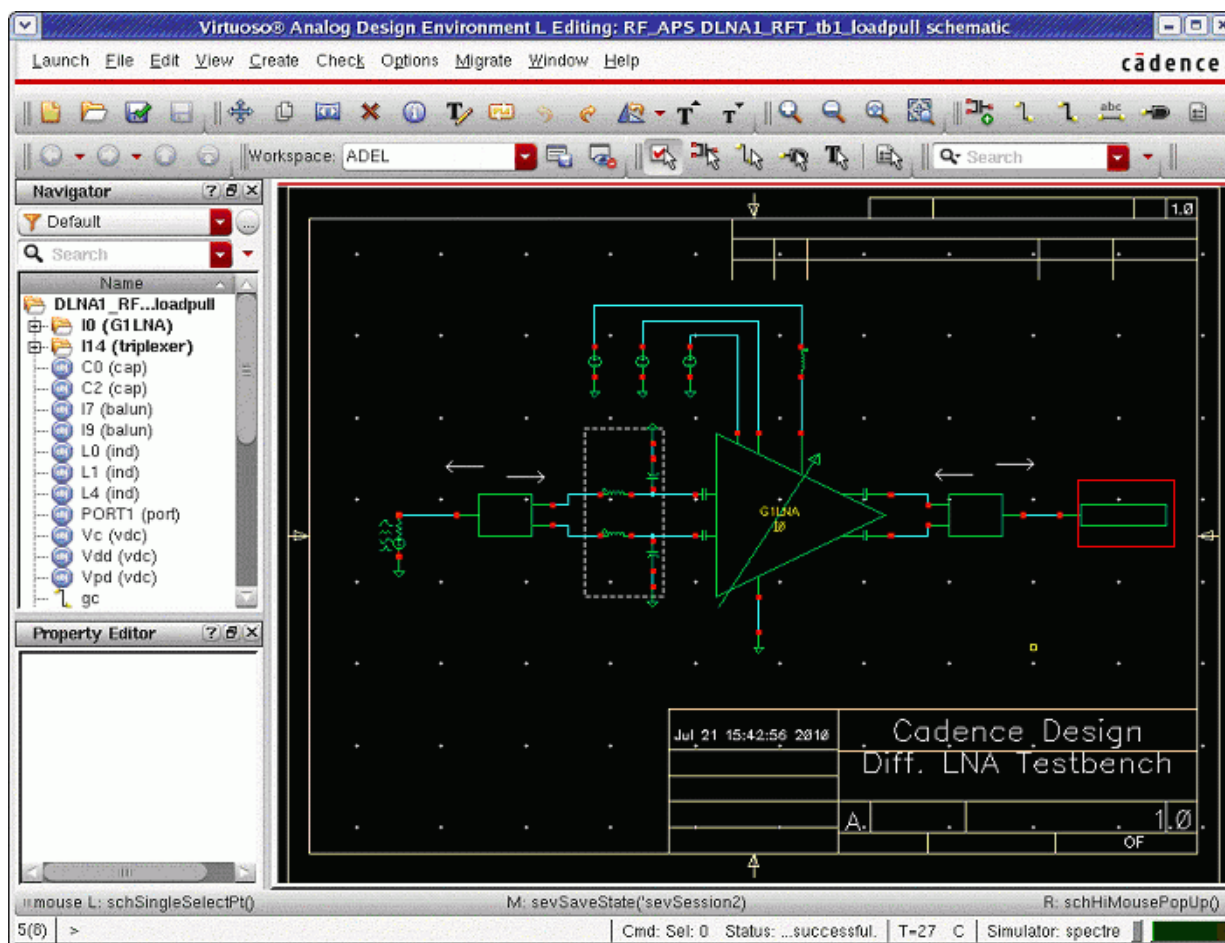 Virtuoso® Analog Design Environment L Editing: RF_APS DLNA1_RFT_tb1_loadpull schematic
Launch File Edit View Create Check Options Migrate Window Help
cādence
abc
Workspace: ADEL
Search
Navigator
Default
Search
Name
DLNA1_RF...loadpull
I0 (G1LNA)
I14 (triplexer)
C0 (cap)
C2 (cap)
I7 (balun)
I9 (balun)
L0 (ind)
L1 (ind)
L4 (ind)
PORT1 (port)
Vc (vdc)
Vdd (vdc)
Vpd (vdc)
gc
Property Editor
1.0
G1LNA
I0
Jul 21 15:42:56 2010
Cadence Design
Diff. LNA Testbench
A.
1.0
OF
mouse L: schSingleSelectPt() M: sevSaveState('sevSession2) R: schHiMousePopUp()
5(8) > Cmd: Sel: 0 Status: ...successful. T=27 C Simulator: spectre